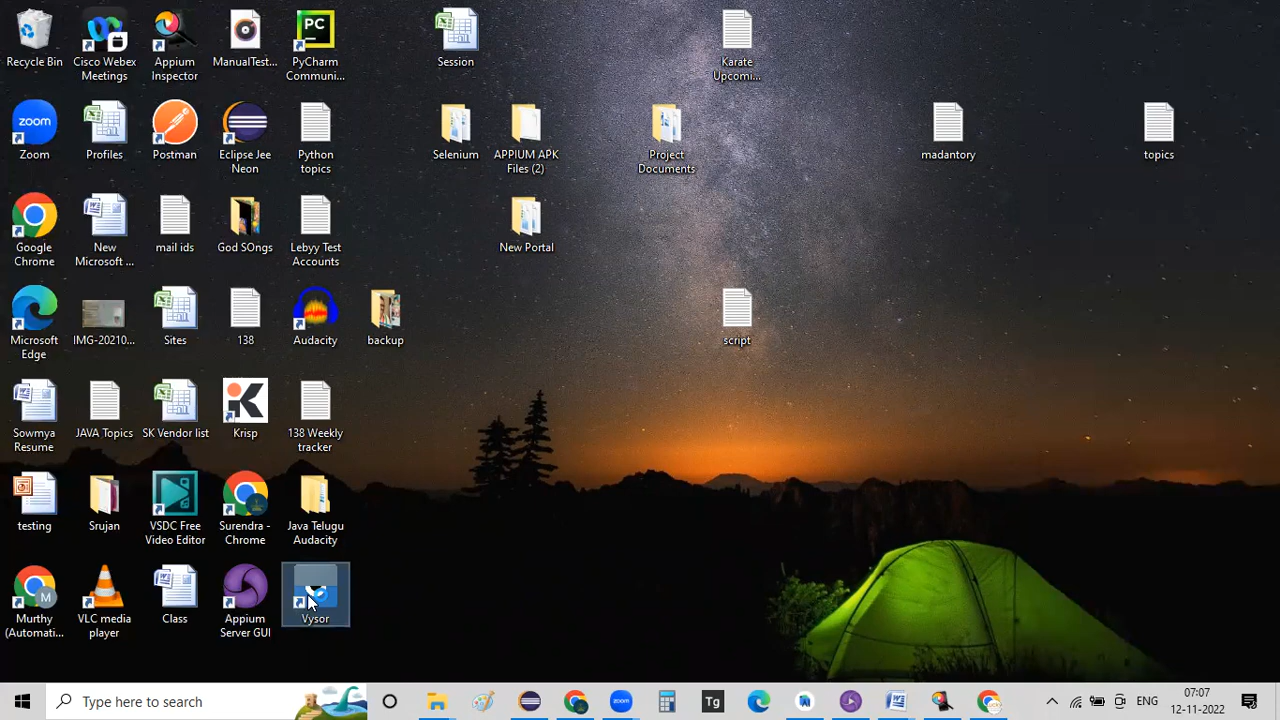 Recycle Bin
Cisco Webex
Meetings
Appium
Inspector
ManualTest...
PC
PyCharm
Communi...
Session
Karate
Upcomi...
zoom
Zoom
Profiles
Postman
Eclipse Jee
Neon
Python
topics
Selenium
APPIUM APK
Files (2)
Project
Documents
madantory
topics
Google
Chrome
New
Microsoft ...
mail ids
God SOngs
Lebyy Test
Accounts
New Portal
Microsoft
Edge
IMG-20210...
Sites
138
Audacity
backup
script
Sowmya
Resume
JAVA Topics
SK Vendor list
Krisp
138 Weekly
tracker
testing
Srujan
VSDC Free
Video Editor
Surendra -
Chrome
Java Telugu
Audacity
M
Murthy
(Automati...
VLC media
player
Class
Appium
Server GUI
Vysor
Type here to search
zoom
Tg
ENG
07:07
12-11-2022